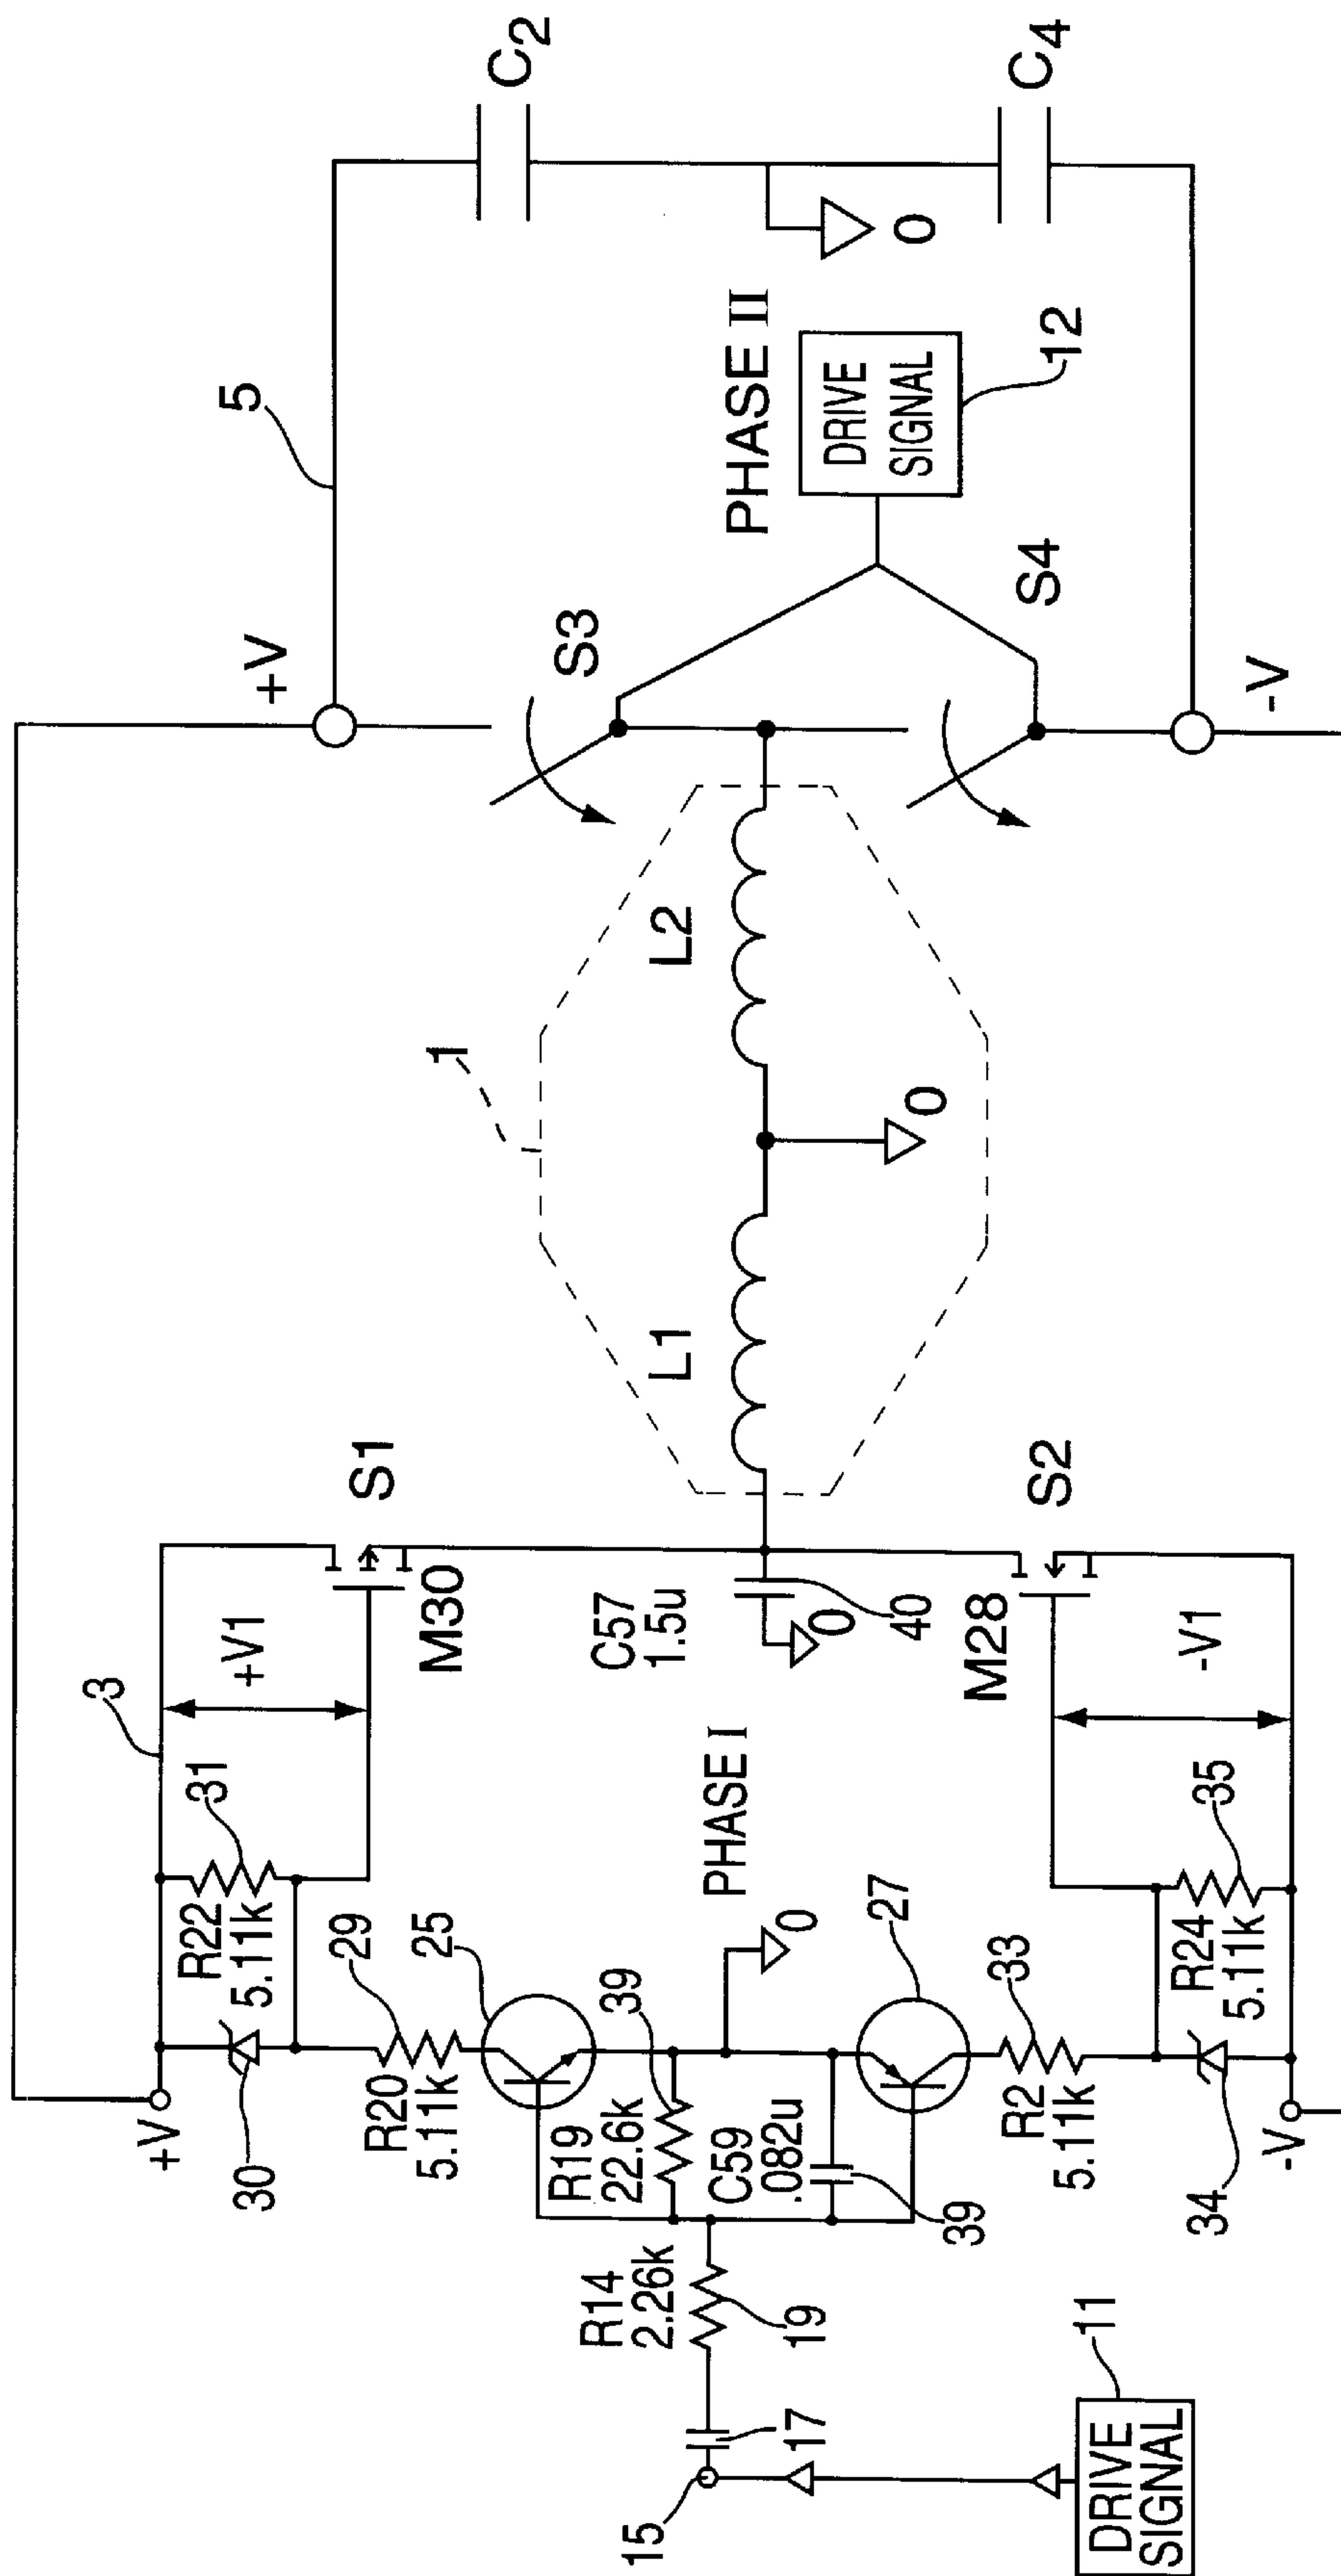 5
+V
S3
C2
PHASE II
DRIVE
SIGNAL
12
0
S4
C4
-V
1
L2
L1
0
3
+V
+V1
S1
M30
31
R22
5.11k
30
29
R20
5.11k
25
PHASE I
C57
1.5u
0
40
39
R19
22.6k
0
C59
.082u
39
27
R14
2.26k
19
17
15
M28
S2
-V1
33
R2
5.11k
35
R24
5.11k
34
-V
11
DRIVE
SIGNAL